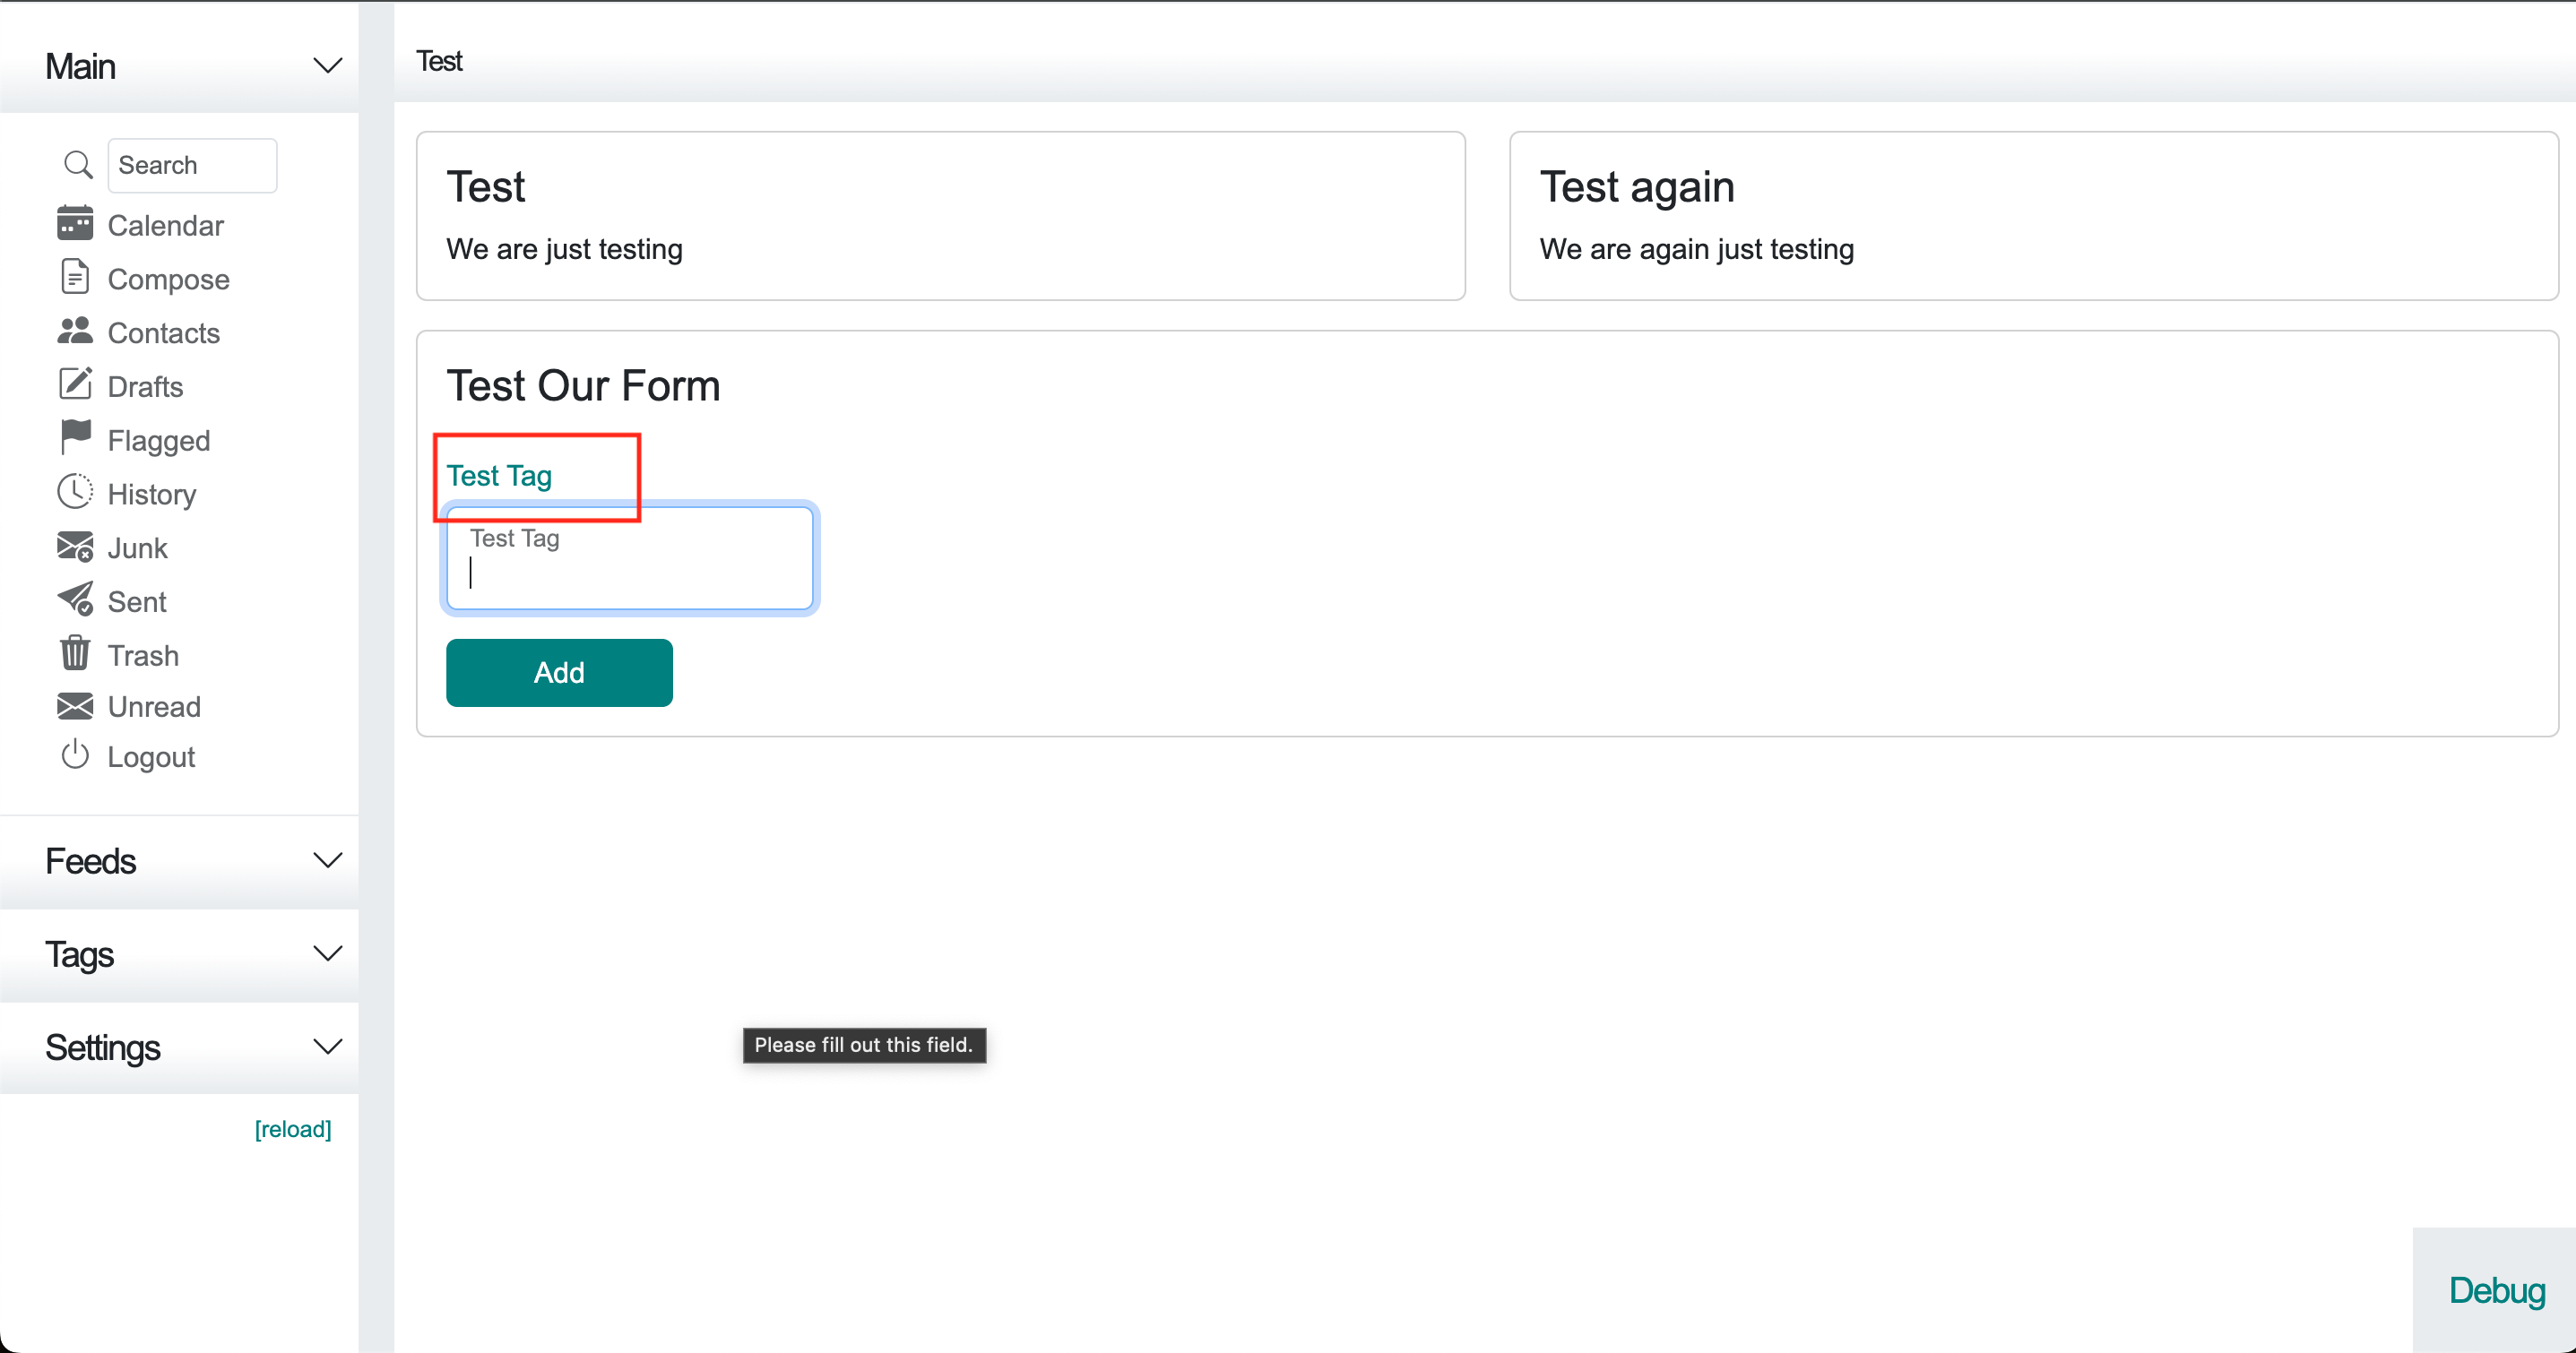 Main
Search
Calendar
Compose
Contacts
Drafts
Flagged
History
Junk
Sent
Trash
Unread
Logout
Feeds
Tags
Settings
[reload]
Test
Test
We are just testing
Test again
We are again just testing
Test Our Form
Test Tag
Test Tag
Add
Please fill out this field.
Debug